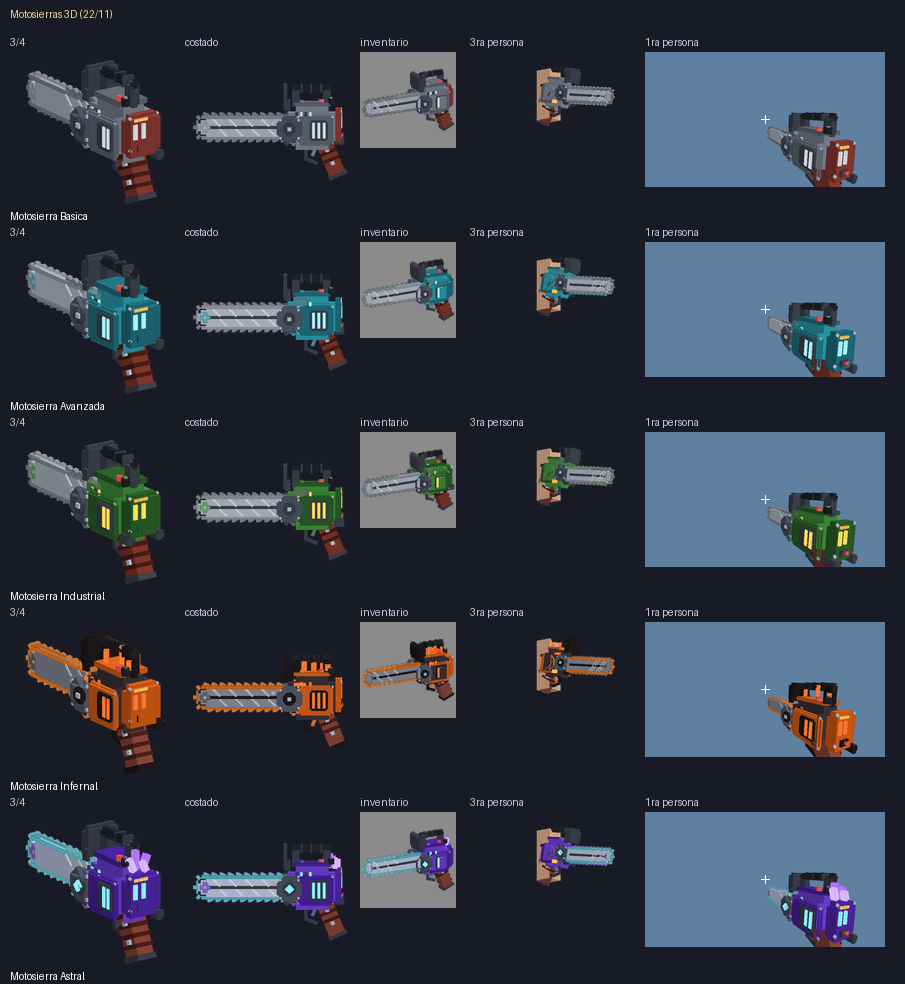 Motosierras 3D (22/11)
3/4 costado inventario 3ra persona 1ra persona
Motosierra Basica
3/4 costado inventario 3ra persona 1ra persona
Motosierra Avanzada
3/4 costado inventario 3ra persona 1ra persona
Motosierra Industrial
3/4 costado inventario 3ra persona 1ra persona
Motosierra Infernal
3/4 costado inventario 3ra persona 1ra persona
Motosierra Astral